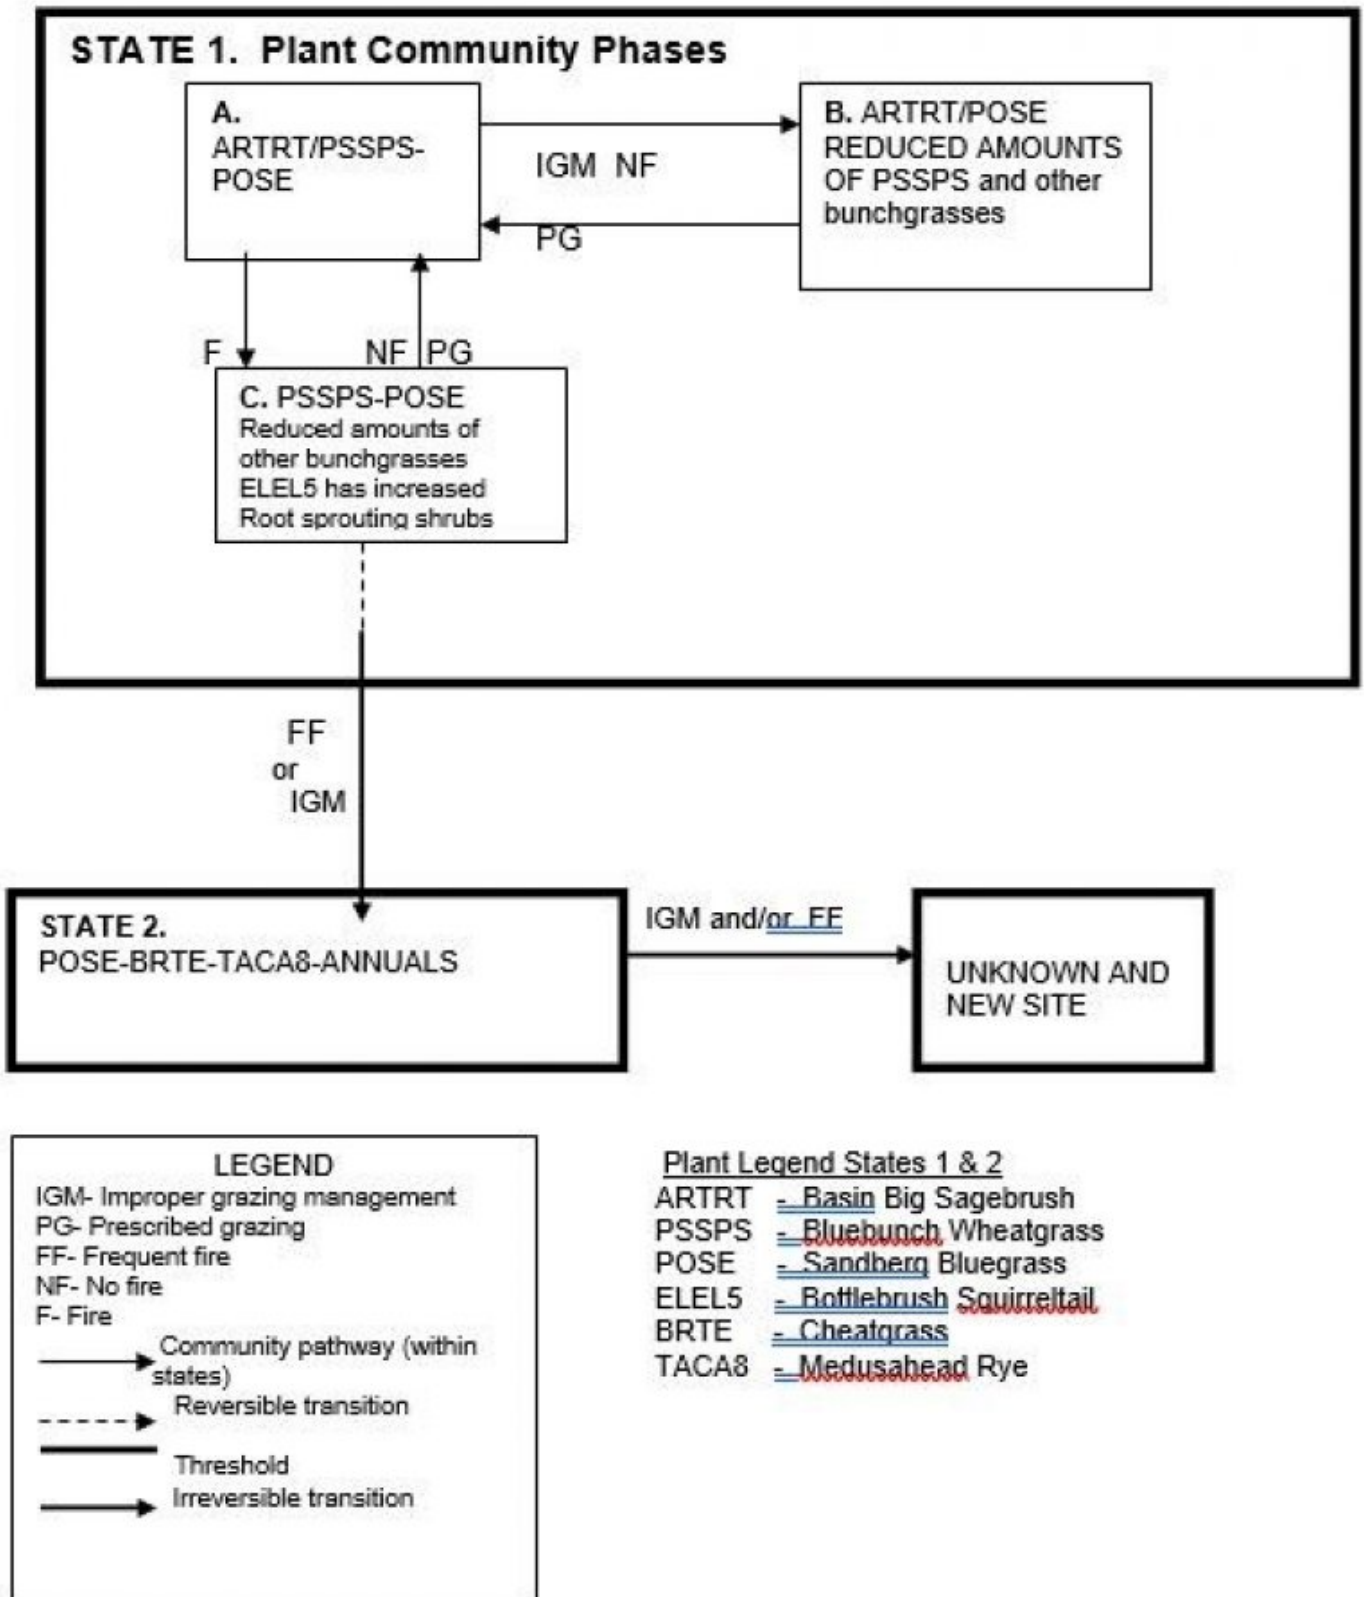 STATE 1. Plant Community Phases
A.
ARTRT/PSSPS-
POSE
IGM NF
PG
B. ARTRT/POSE
REDUCED AMOUNTS
OF PSSPS and other
bunchgrasses
F
NF PG
C. PSSPS-POSE
Reduced amounts of
other bunchgrasses
ELEL5 has increased
Root sprouting shrubs
FF
or
IGM
STATE 2.
POSE-BRTE-TACA8-ANNUALS
IGM and/or FF
UNKNOWN AND
NEW SITE
LEGEND
IGM- Improper grazing management
PG- Prescribed grazing
FF- Frequent fire
NF- No fire
F- Fire
Community pathway (within
states)
Reversible transition
Threshold
Irreversible transition
Plant Legend States 1 & 2
ARTRT - Basin Big Sagebrush
PSSPS - Bluebunch Wheatgrass
POSE - Sandberg Bluegrass
ELEL5 - Bottlebrush Squirreltail
BRTE - Cheatgrass
TACA8 - Medusahead Rye